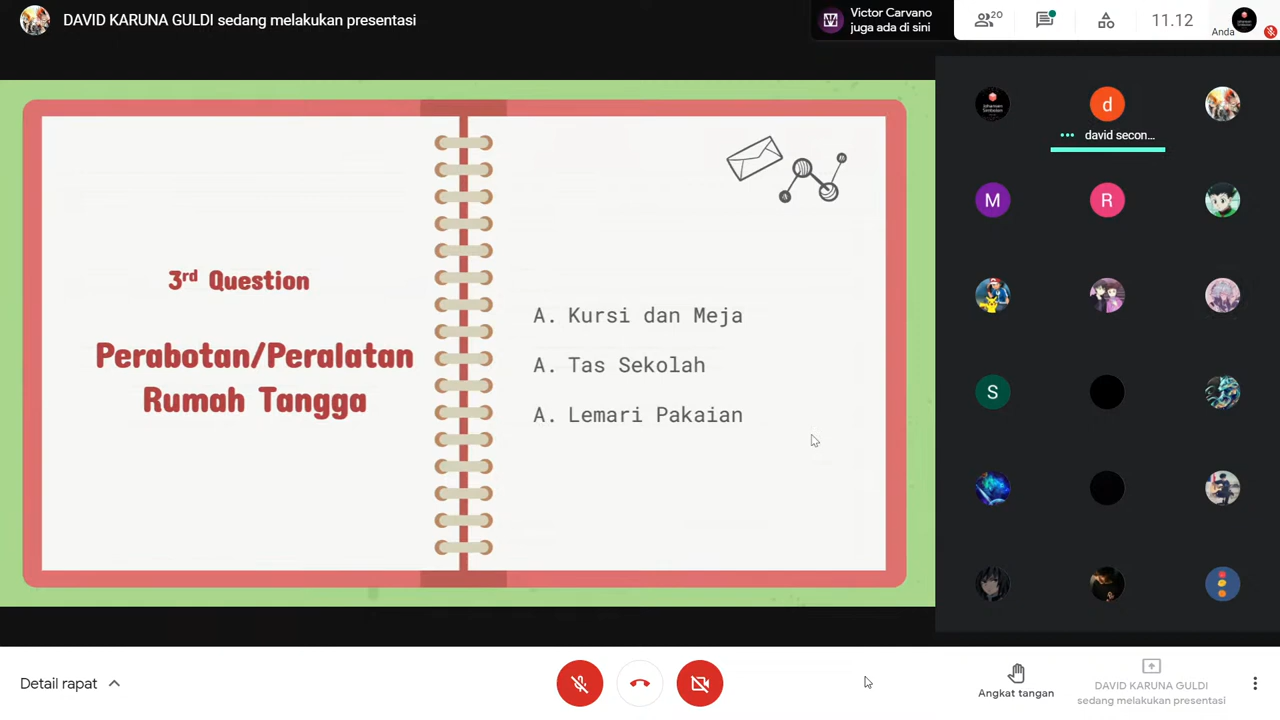 DAVID KARUNA GULDI sedang melakukan presentasi
Victor Carvano
juga ada di sini
20
11.12
Anda
d
david secon...
M
R
S
3rd Question
Perabotan/Peralatan
Rumah Tangga
A. Kursi dan Meja
A. Tas Sekolah
A. Lemari Pakaian
Detail rapat
Angkat tangan
DAVID KARUNA GULDI
sedang melakukan presentasi